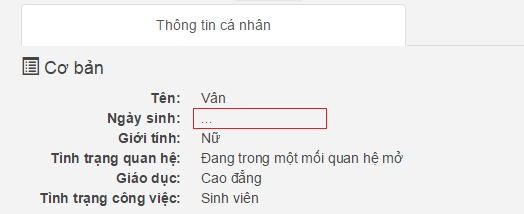 Thông tin cá nhân
Cơ bản
Tên: Vân
Ngày sinh: ...
Giới tính: Nữ
Tình trạng quan hệ: Đang trong một mối quan hệ mở
Giáo dục: Cao đẳng
Tình trạng công việc: Sinh viên